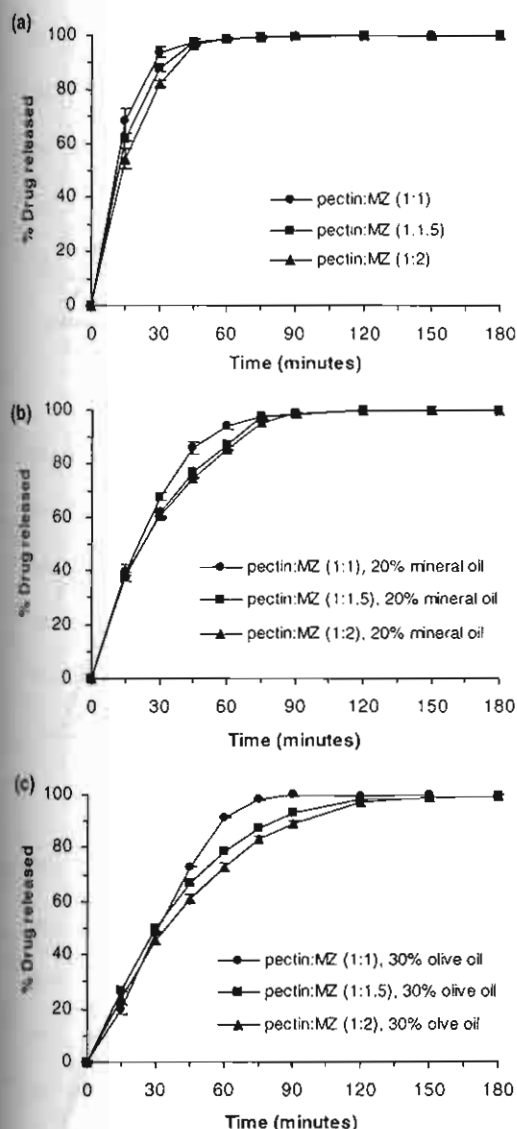 (a)
% Drug released
100
80
60
40
20
0
pectin:MZ (1:1)
pectin:MZ (1.1.5)
pectin:MZ (1:2)
0 30 60 90 120 150 180
Time (minutes)
(b)
% Drug released
100
80
60
40
20
0
pectin:MZ (1:1), 20% mineral oil
pectin:MZ (1:1.5), 20% mineral oil
pectin:MZ (1:2), 20% mineral oil
0 30 60 90 120 150 180
Time (minutes)
(c)
% Drug released
100
80
60
40
20
0
pectin:MZ (1:1), 30% olive oil
pectin:MZ (1:1.5), 30% olive oil
pectin:MZ (1:2), 30% olve oil
0 30 60 90 120 150 180
Time (minutes)